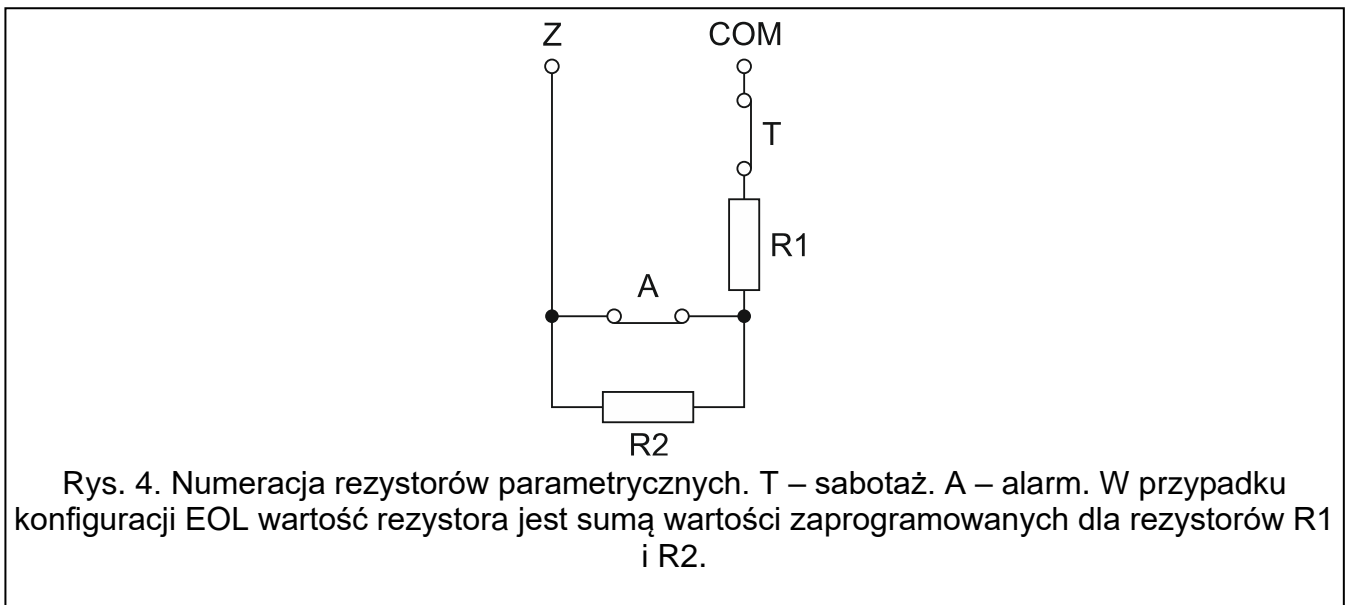 Z COM
T
R1
A
R2
Rys. 4. Numeracja rezystorów parametrycznych. T – sabotaż. A – alarm. W przypadku
konfiguracji EOL wartość rezystora jest sumą wartości zaprogramowanych dla rezystorów R1
i R2.